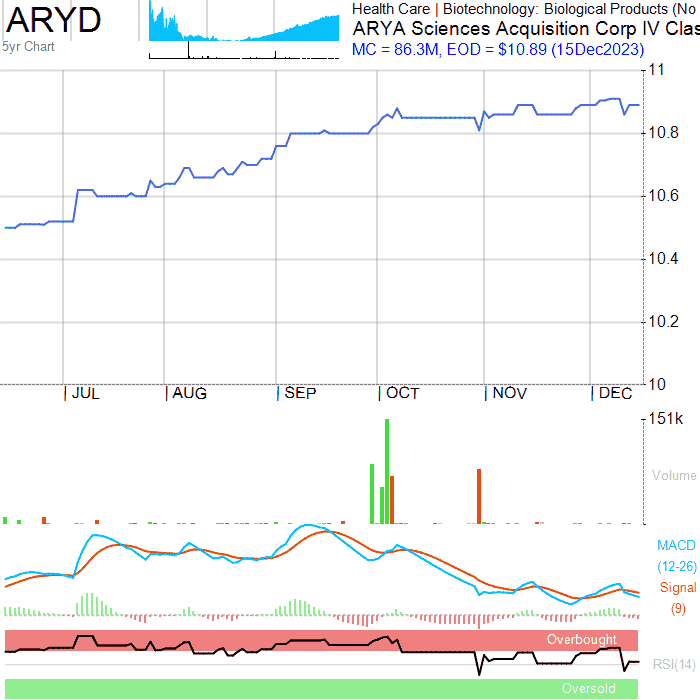 ARYD
5yr Chart
Health Care | Biotechnology: Biological Products (No
ARYA Sciences Acquisition Corp IV Clas
MC = 86.3M, EOD = $10.89 (15Dec2023)
11
10.8
10.6
10.4
10.2
10
JUL AUG SEP OCT NOV DEC
151k
Volume
MACD
(12-26)
Signal
(9)
Overbought
RSI(14)
Oversold